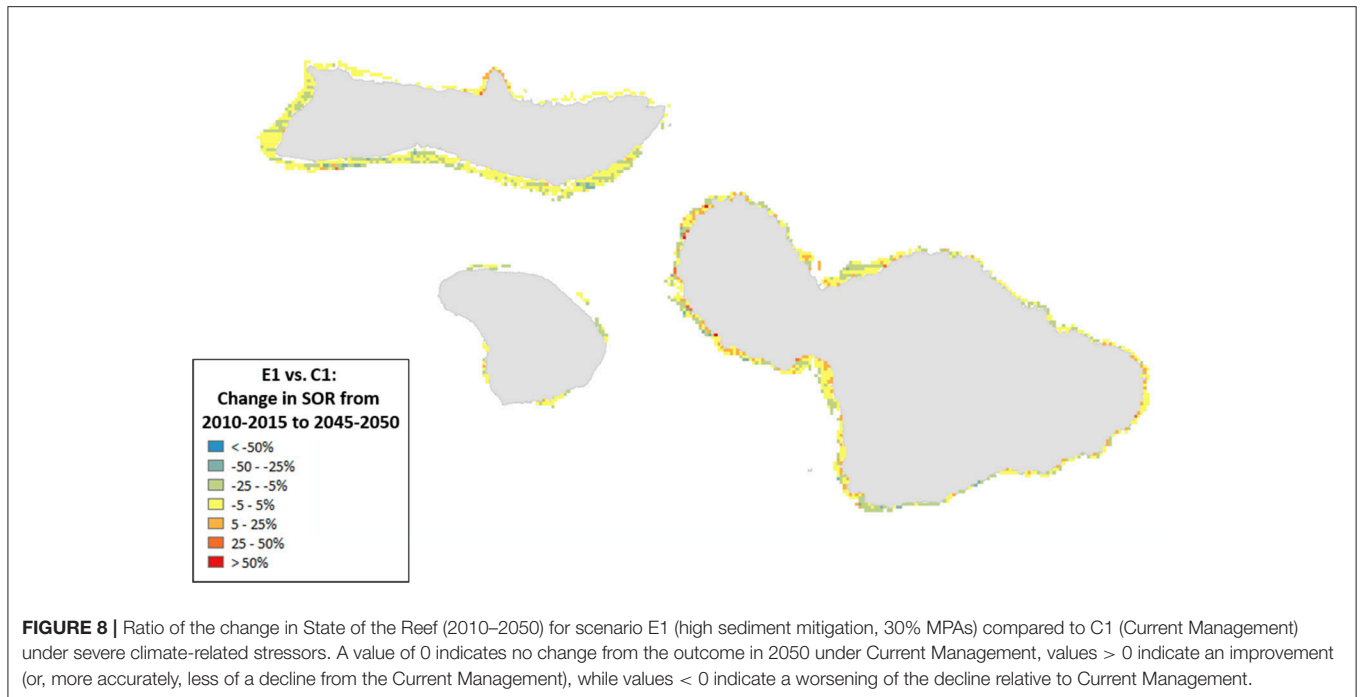 E1 vs. C1:
Change in SOR from
2010-2015 to 2045-2050
< -50%
-50 - -25%
-25 - -5%
-5 - 5%
5 - 25%
25 - 50%
> 50%
FIGURE 8 | Ratio of the change in State of the Reef (2010–2050) for scenario E1 (high sediment mitigation, 30% MPAs) compared to C1 (Current Management)
under severe climate-related stressors. A value of 0 indicates no change from the outcome in 2050 under Current Management, values > 0 indicate an improvement
(or, more accurately, less of a decline from the Current Management), while values < 0 indicate a worsening of the decline relative to Current Management.